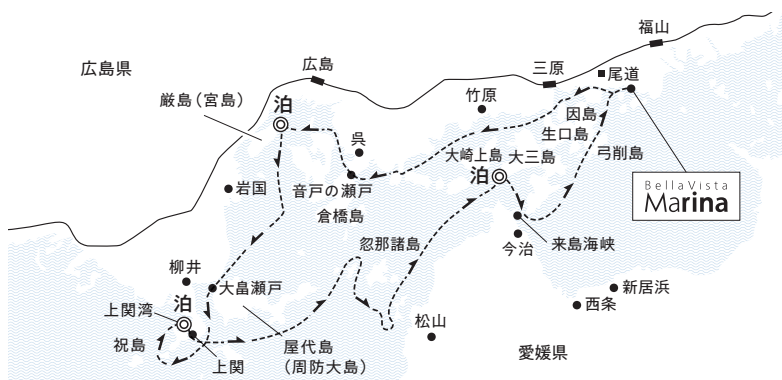 福山
広島
広島県
三原
尾道
厳島（宮島）
泊
竹原
因島
生口島
呉
弓削島
大崎上島
大三島
泊
BellaVista
Marina
岩国
音戸の瀬戸
倉橋島
来島海峡
忽那諸島
今治
柳井
大畠瀬戸
新居浜
泊
西条
上関湾
松山
祝島
屋代島
（周防大島）
愛媛県
上関